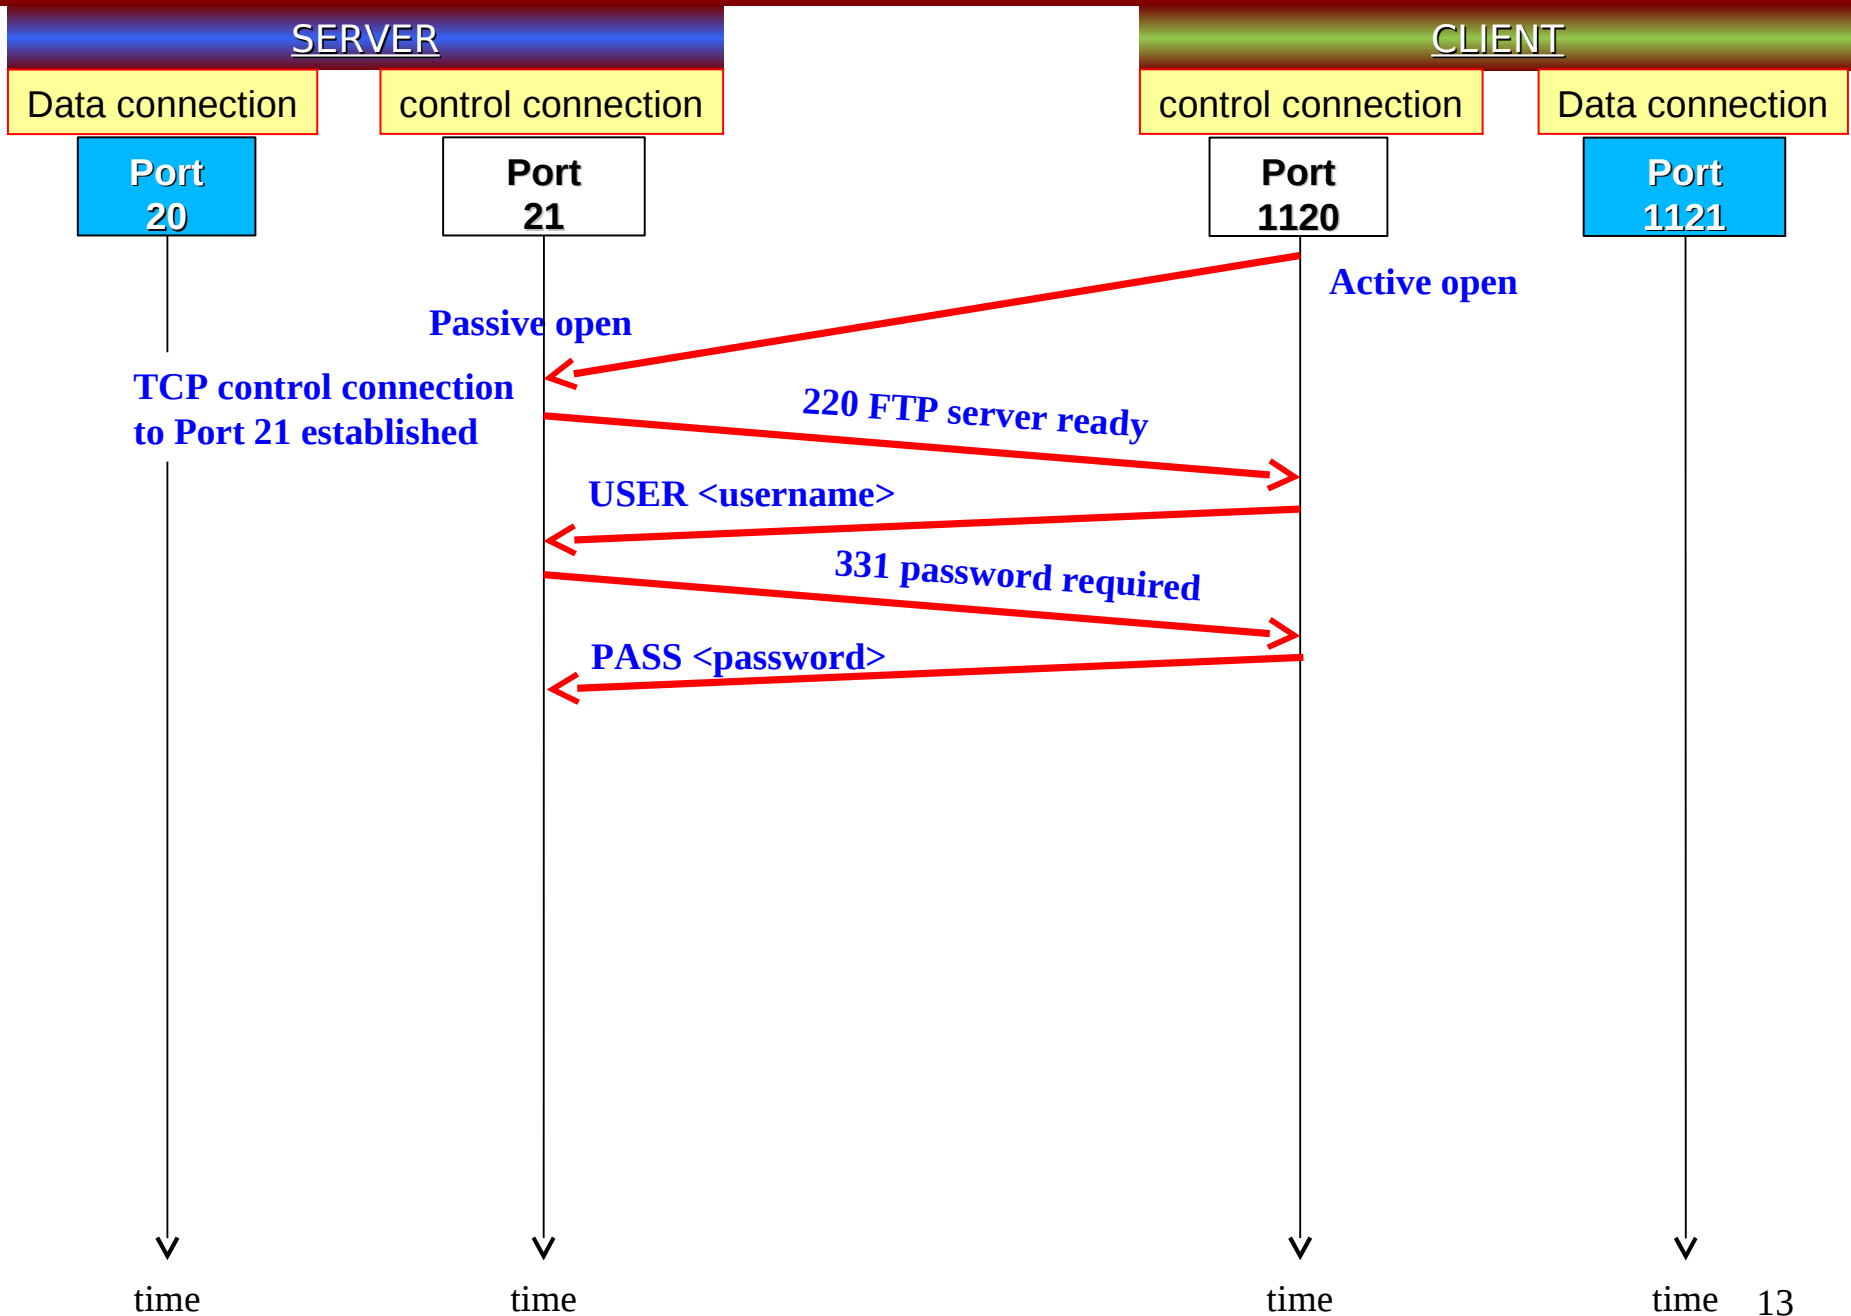 SERVER
CLIENT
Data connection
control connection
control connection
Data connection
Port
20
Port
21
Port
1120
Port
1121
Active open
Passive open
TCP control connection
to Port 21 established
220 FTP server ready
USER <username>
331 password required
PASS <password>
time
time
time
time
13